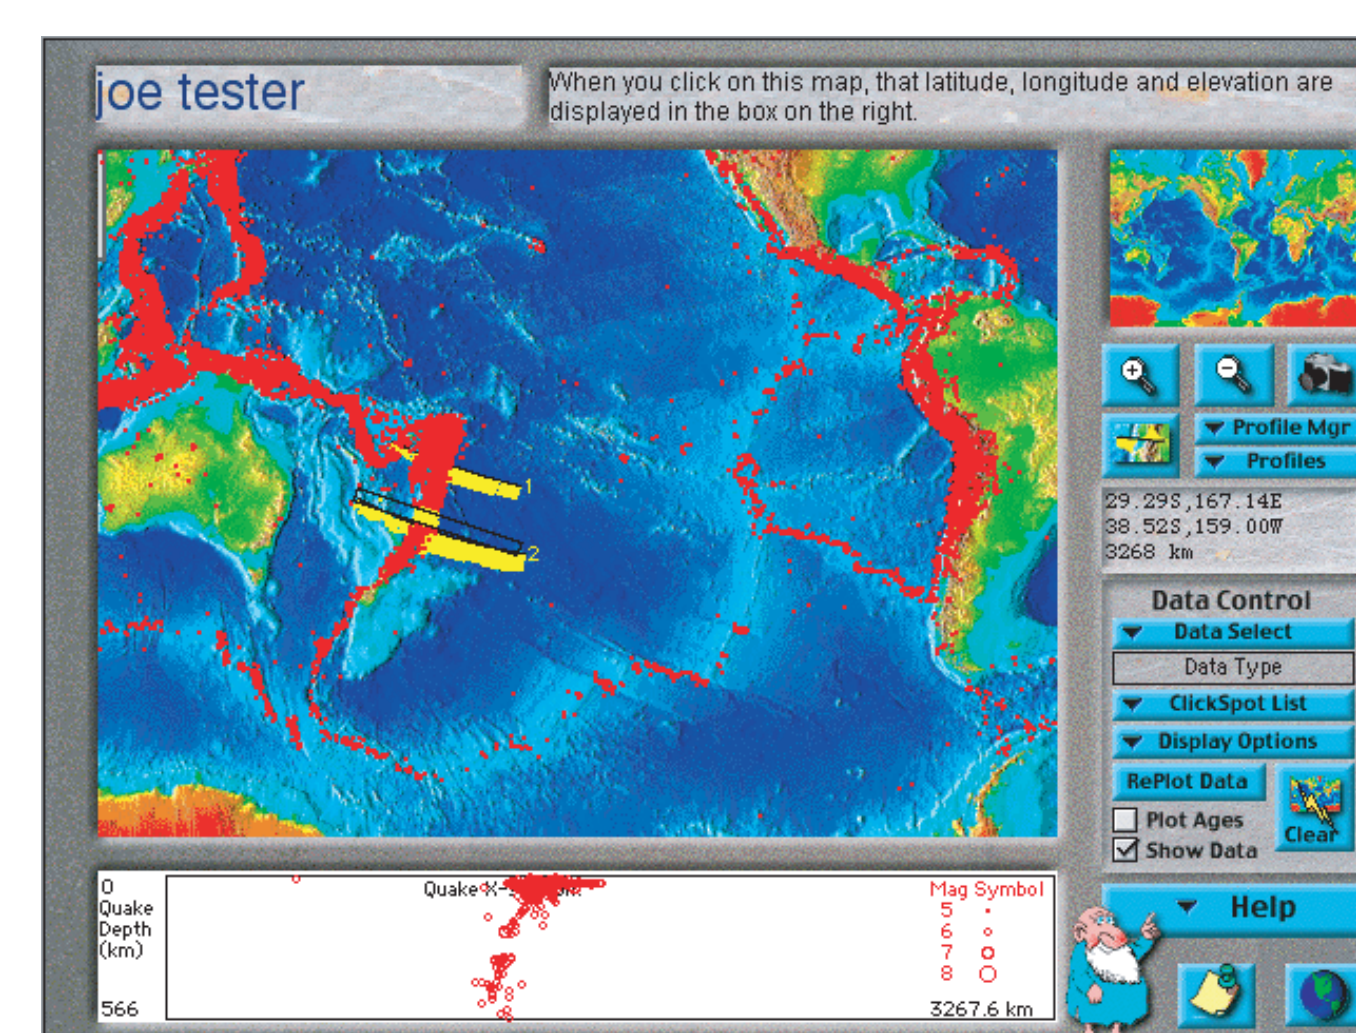 joe tester
When you click on this map, that latitude, longitude and elevation are
displayed in the box on the right.
1
2
Profile Mgr
Profiles
29.29S,167.14E
38.52S,159.00W
3268 km
Data Control
Data Select
Data Type
ClickSpot List
Display Options
RePlot Data
Clear
Plot Ages
Show Data
Help
0
Quake
Depth
(km)
566
Quake
Mag Symbol
5
6
7
8
3267.6 km